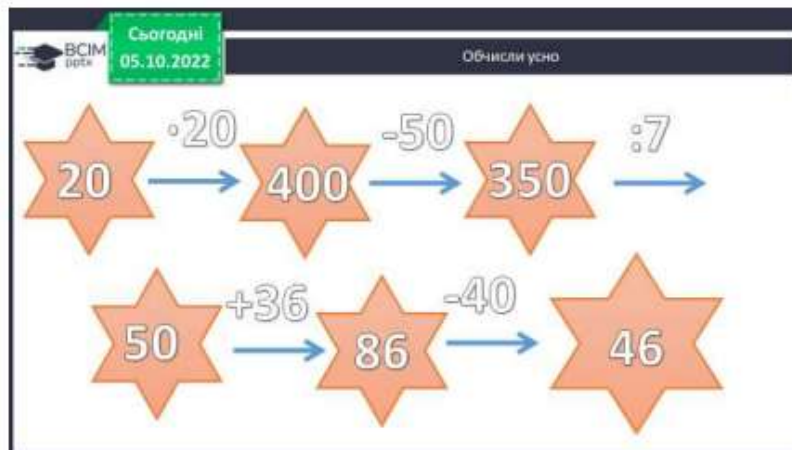 Сьогодні
05.10.2022
ВСІМ
pptx
Обчисли усно
·20 -50 :7
20 400 350
+36 -40
50 86 46